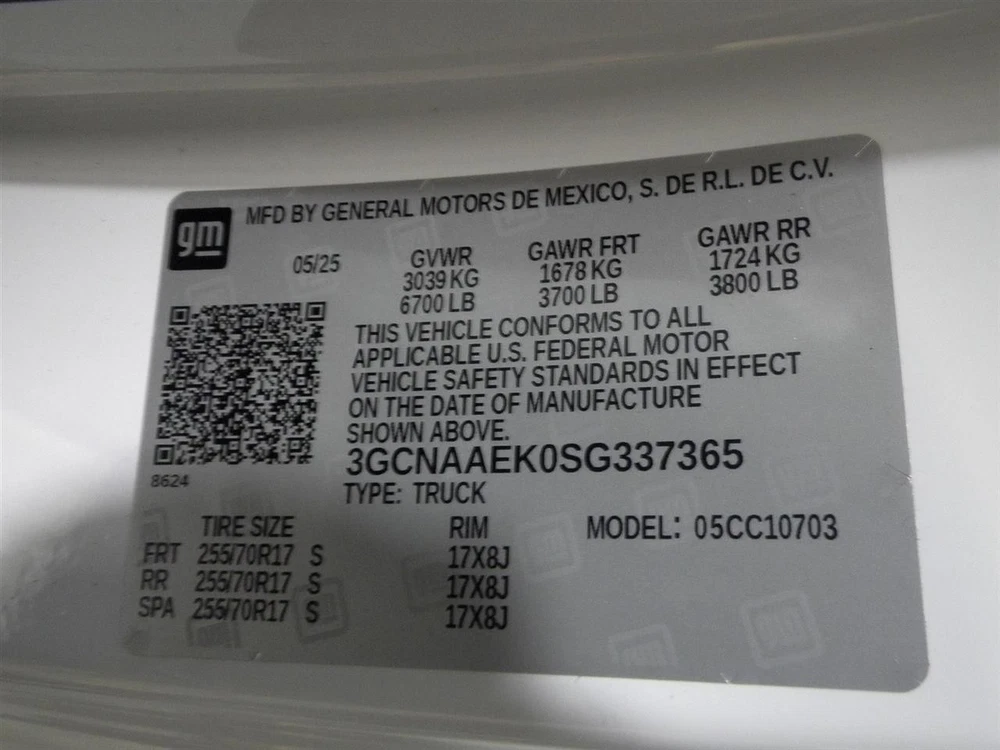 MFD BY GENERAL MOTORS DE MEXICO, S. DE R.L. DE C.V.
gm
05/25 GVWR GAWR FRT GAWR RR
3039 KG 1678 KG 1724 KG
6700 LB 3700 LB 3800 LB
THIS VEHICLE CONFORMS TO ALL
APPLICABLE U.S. FEDERAL MOTOR
VEHICLE SAFETY STANDARDS IN EFFECT
ON THE DATE OF MANUFACTURE
SHOWN ABOVE.
3GCNAAEK0SG337365
8624
TYPE: TRUCK
TIRE SIZE RIM MODEL: 05CC10703
FRT 255/70R17 S 17X8J
RR 255/70R17 S 17X8J
SPA 255/70R17 S 17X8J